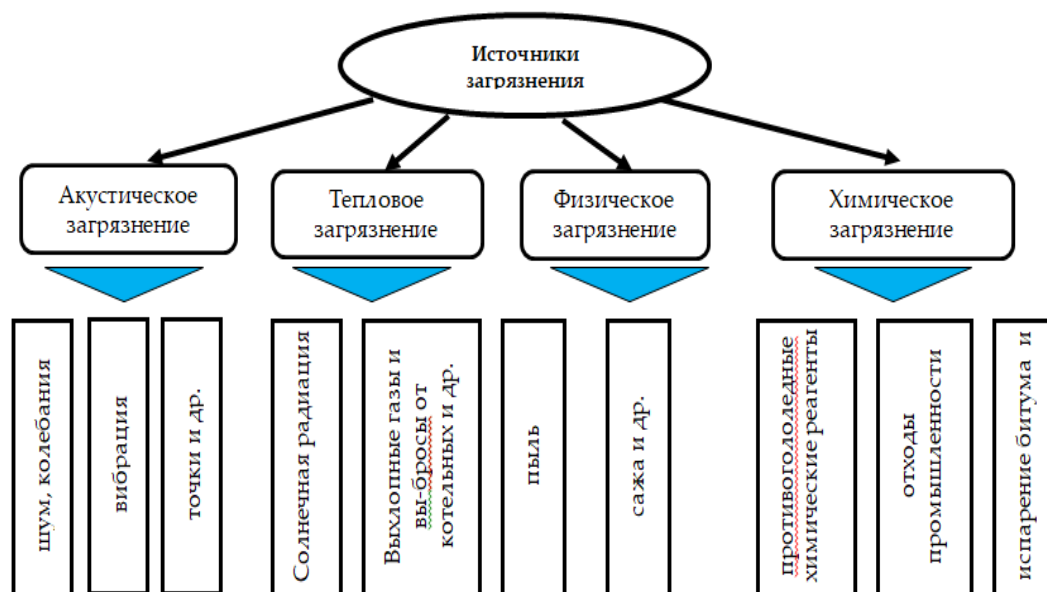 Источники
загрязнения
Акустическое
загрязнение
Тепловое
загрязнение
Физическое
загрязнение
Химическое
загрязнение
шум, колебания
вибрация
точки и др.
Солнечная радиация
Выхлопные газы и
вы-бросы от
котельных и др.
пыль
сажа и др.
противогололедные
химические реагенты
отходы
промышленности
испарение битума и